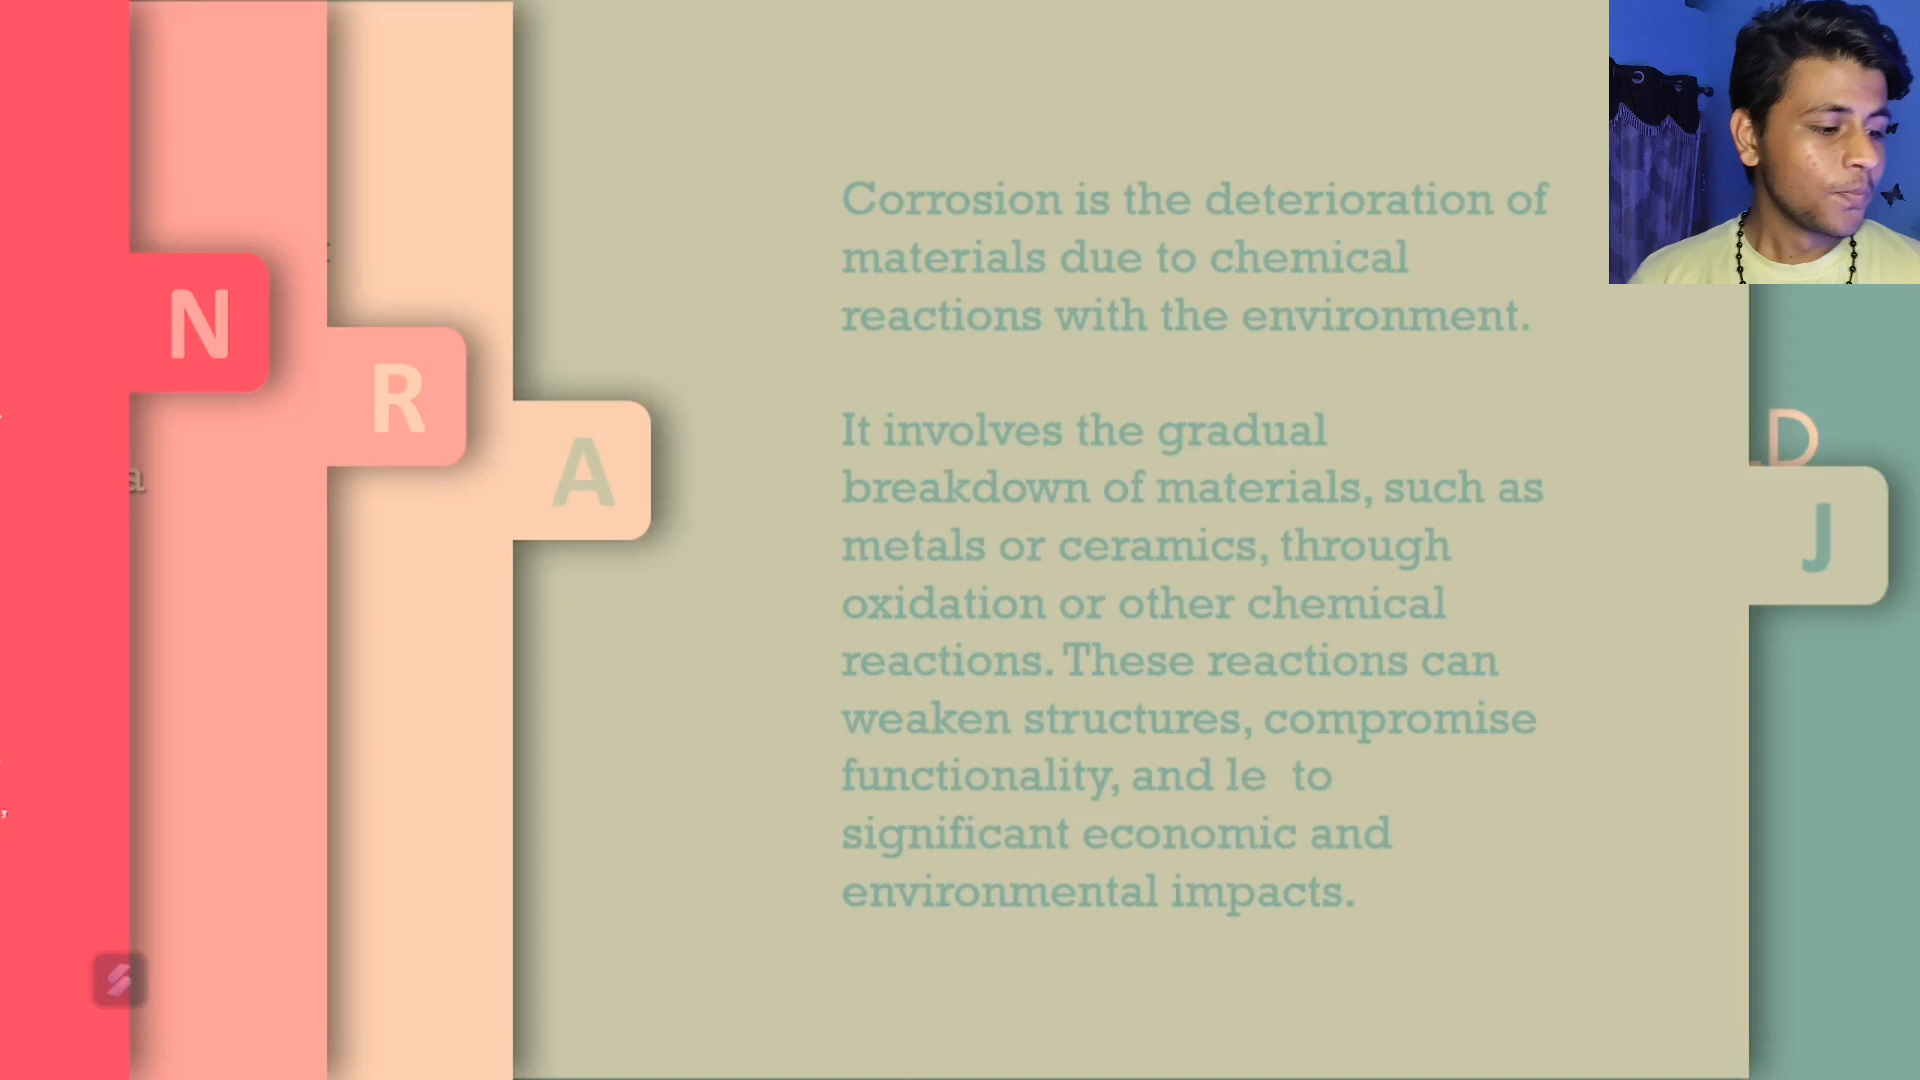 N
R
A
Corrosion is the deterioration of
materials due to chemical
reactions with the environment.
It involves the gradual
breakdown of materials, such as
metals or ceramics, through
oxidation or other chemical
reactions. These reactions can
weaken structures, compromise
functionality, and le to
significant economic and
environmental impacts.
D
J
a
,